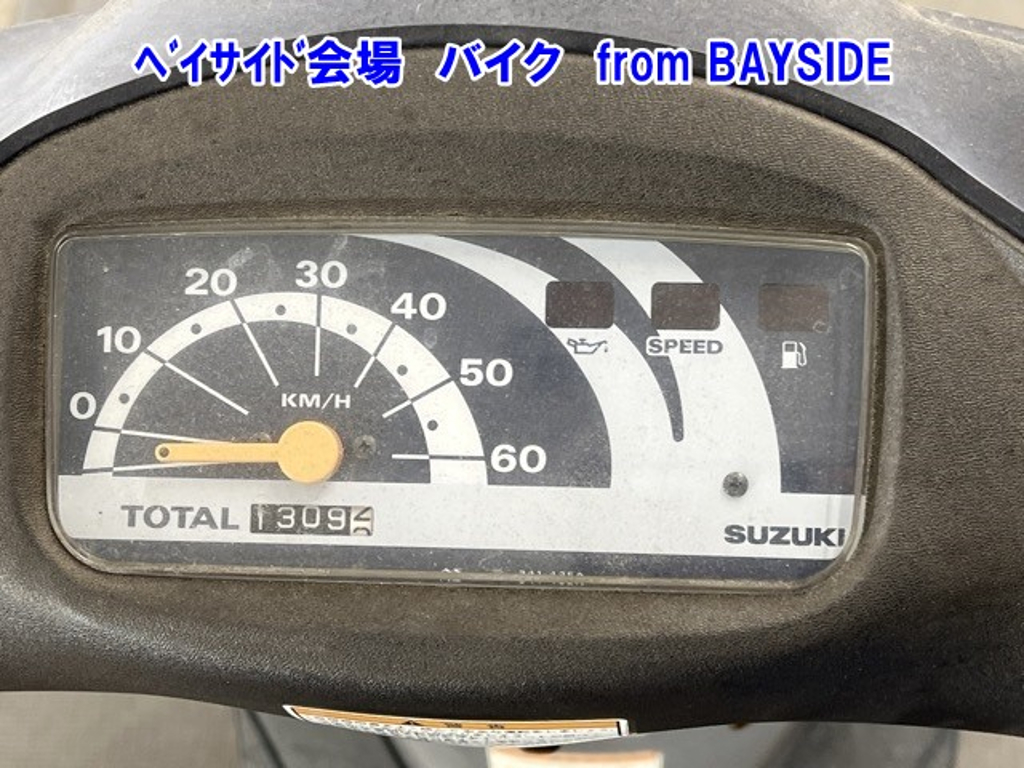 ﾍﾞｲｻｲﾄﾞ会場 バイク from BAYSIDE
0 10 20 30 40 50 60
KM/H
SPEED
TOTAL 1309
SUZUKI